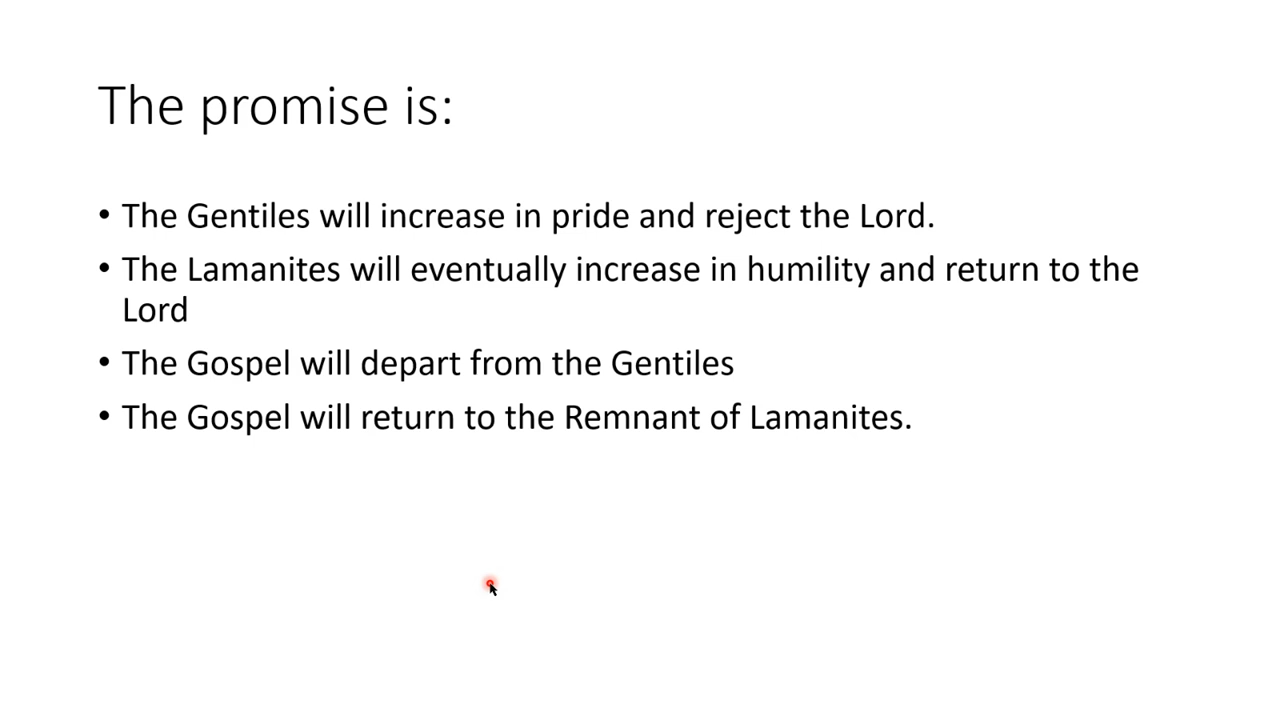 The promise is:
• The Gentiles will increase in pride and reject the Lord.
• The Lamanites will eventually increase in humility and return to the
Lord
• The Gospel will depart from the Gentiles
• The Gospel will return to the Remnant of Lamanites.